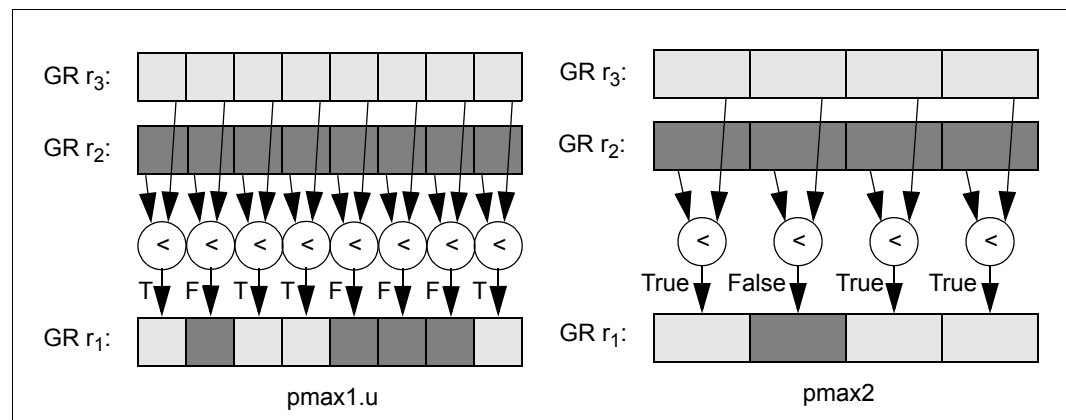 GR r3: GR r3:
GR r2: GR r2:
< < < < < < < < < < < <
T F T T F F F T True False True True
GR r1: GR r1:
pmax1.u pmax2